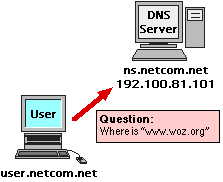 DNS
Server
ns.netcom.net
192.100.81.101
User
Question:
Where is "www.woz.org"
user.netcom.net